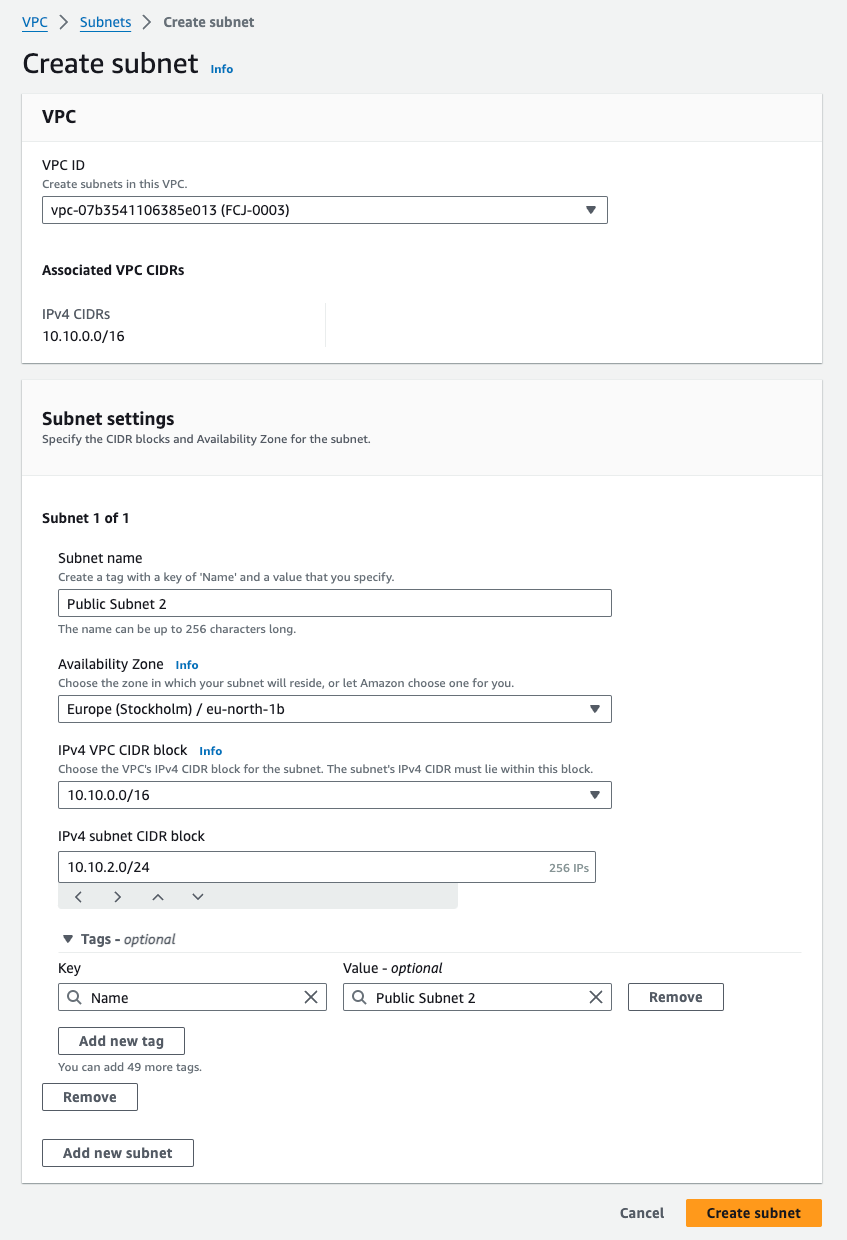 VPC > Subnets > Create subnet
Create subnet Info
VPC
VPC ID
Create subnets in this VPC.
vpc-07b3541106385e013 (FCJ-0003)
Associated VPC CIDRs
IPv4 CIDRs
10.10.0.0/16
Subnet settings
Specify the CIDR blocks and Availability Zone for the subnet.
Subnet 1 of 1
Subnet name
Create a tag with a key of 'Name' and a value that you specify.
Public Subnet 2
The name can be up to 256 characters long.
Availability Zone Info
Choose the zone in which your subnet will reside, or let Amazon choose one for you.
Europe (Stockholm) / eu-north-1b
IPv4 VPC CIDR block Info
Choose the VPC's IPv4 CIDR block for the subnet. The subnet's IPv4 CIDR must lie within this block.
10.10.0.0/16
IPv4 subnet CIDR block
10.10.2.0/24 256 IPs
Tags - optional
Key Value - optional
Name Public Subnet 2 Remove
Add new tag
You can add 49 more tags.
Remove
Add new subnet
Cancel Create subnet